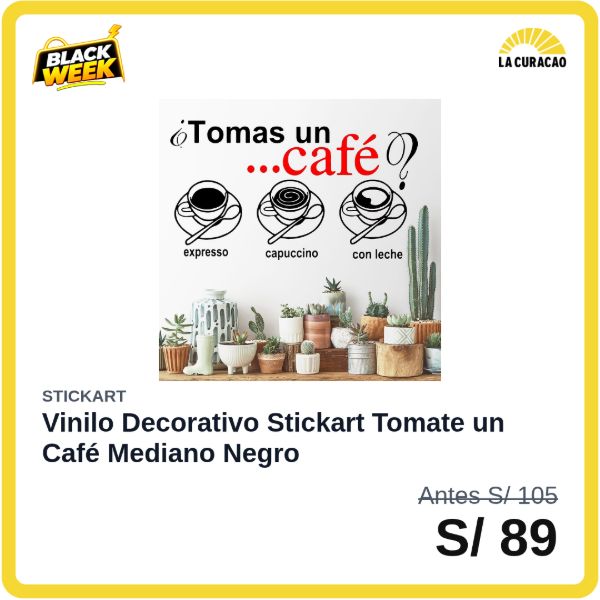 BLACK
WEEK
LA CURACAO
¿Tomas un
...café?
expresso
capuccino
con leche
STICKART
Vinilo Decorativo Stickart Tomate un
Café Mediano Negro
Antes S/ 105
S/ 89